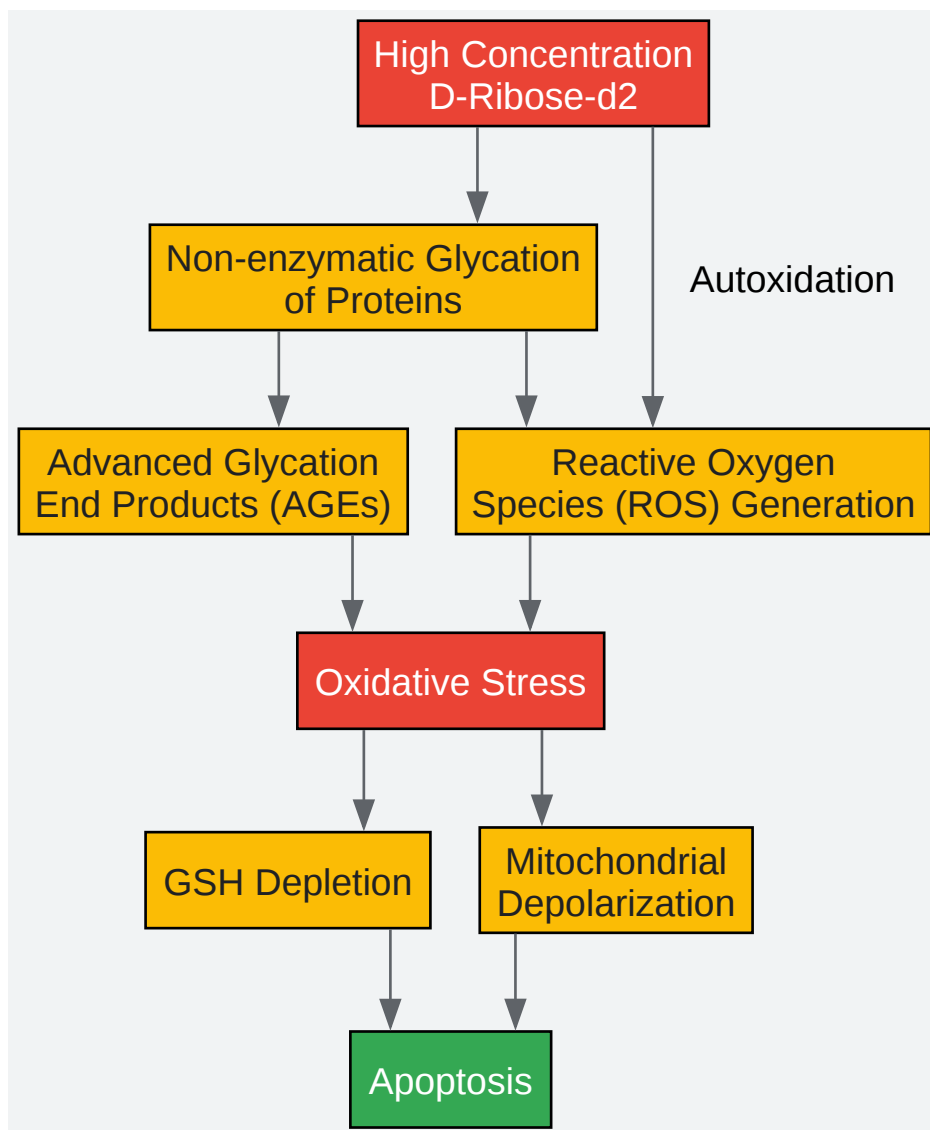 High Concentration
D-Ribose-d2
Non-enzymatic Glycation
of Proteins
Autoxidation
Advanced Glycation
End Products (AGEs)
Reactive Oxygen
Species (ROS) Generation
Oxidative Stress
GSH Depletion
Mitochondrial
Depolarization
Apoptosis